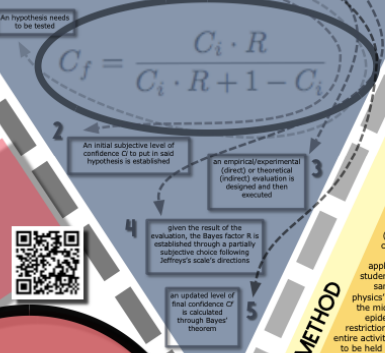 An hypothesis needs
to be tested
C_f = \frac{C_i · R}{C_i · R + 1 − C_i}
2
An initial subjective level of
confidence Ci to put in said
hypothesis is established
an empirical/experimental
(direct) or theoretical
(indirect) evaluation is
designed and then
executed
3
4
given the result of the
evaluation, the Bayes factor R is
established through a partially
subjective choice following
Jeffreys's scale's directions
an updated level of
final confidence Cf
is calculated
through Bayes'
theorem
5
METHOD
(
appl
studen
sam
physics'
the mic
epide
restriction
entire activit
to be held